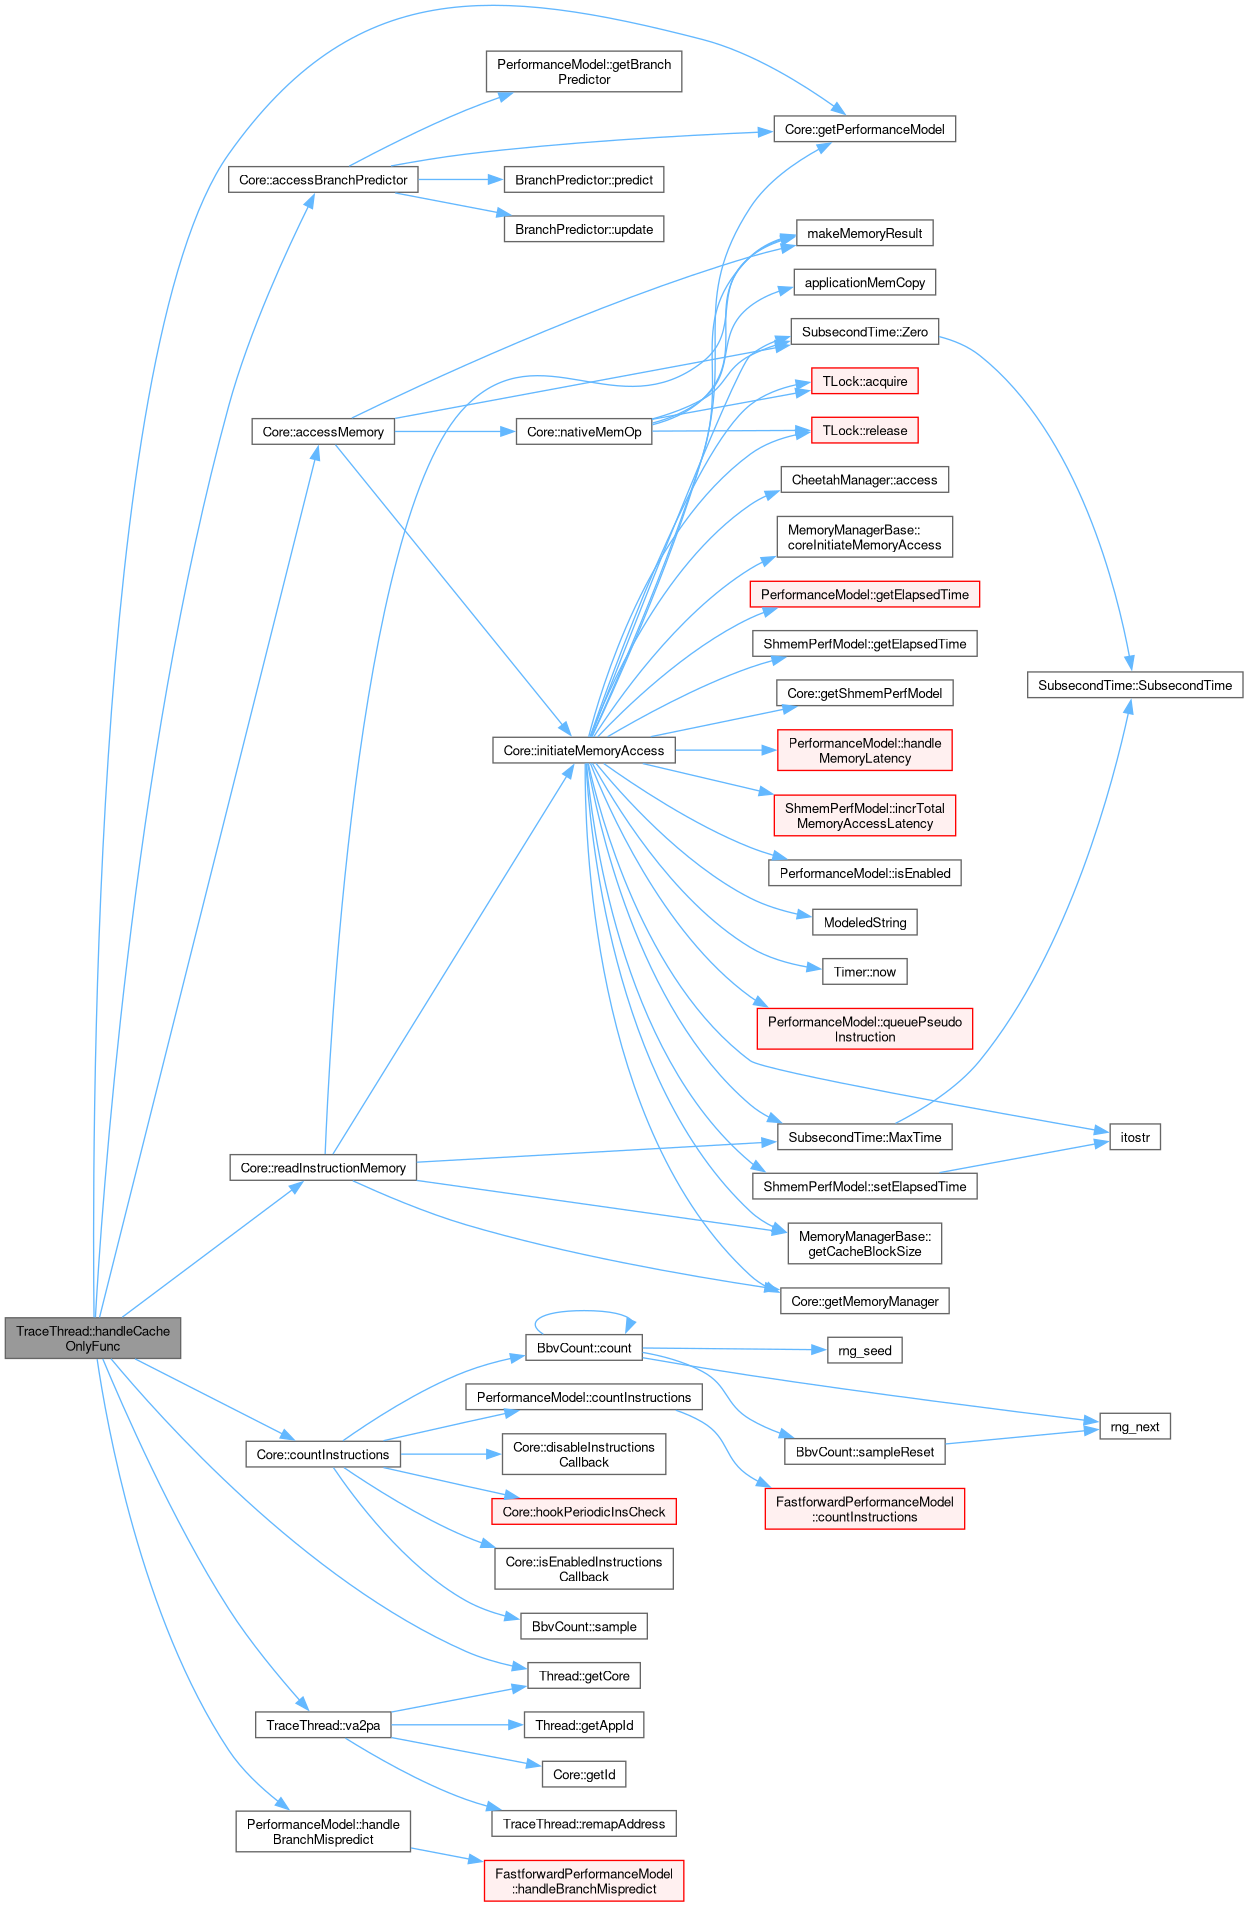 PerformanceModel::getBranch
Predictor
Core::getPerformanceModel
Core::accessBranchPredictor
BranchPredictor::predict
BranchPredictor::update
makeMemoryResult
applicationMemCopy
SubsecondTime::Zero
TLock::acquire
Core::accessMemory
Core::nativeMemOp
TLock::release
CheetahManager::access
MemoryManagerBase::
coreInitiateMemoryAccess
PerformanceModel::getElapsedTime
ShmemPerfModel::getElapsedTime
SubsecondTime::SubsecondTime
Core::getShmemPerfModel
Core::initiateMemoryAccess
PerformanceModel::handle
MemoryLatency
ShmemPerfModel::incrTotal
MemoryAccessLatency
PerformanceModel::isEnabled
ModeledString
Timer::now
PerformanceModel::queuePseudo
Instruction
SubsecondTime::MaxTime
itostr
Core::readInstructionMemory
ShmemPerfModel::setElapsedTime
MemoryManagerBase::
getCacheBlockSize
Core::getMemoryManager
TraceThread::handleCache
OnlyFunc
BbvCount::count
rng_seed
PerformanceModel::countInstructions
rng_next
Core::countInstructions
Core::disableInstructions
Callback
BbvCount::sampleReset
Core::hookPeriodicInsCheck
FastforwardPerformanceModel
::countInstructions
Core::isEnabledInstructions
Callback
BbvCount::sample
Thread::getCore
TraceThread::va2pa
Thread::getAppId
Core::getId
TraceThread::remapAddress
PerformanceModel::handle
BranchMispredict
FastforwardPerformanceModel
::handleBranchMispredict